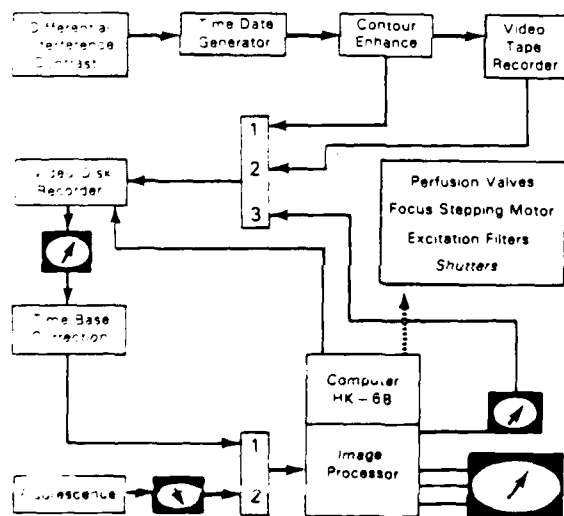 Differential
Interference
Contrast
Time Date
Generator
Contour
Enhance
Video
Tape
Recorder
1
2
3
Video Disk
Recorder
Perfusion Valves
Focus Stepping Motor
Excitation Filters
Shutters
Time Base
Correction
Computer
HK-68
Image
Processor
1
2
Fluorescence